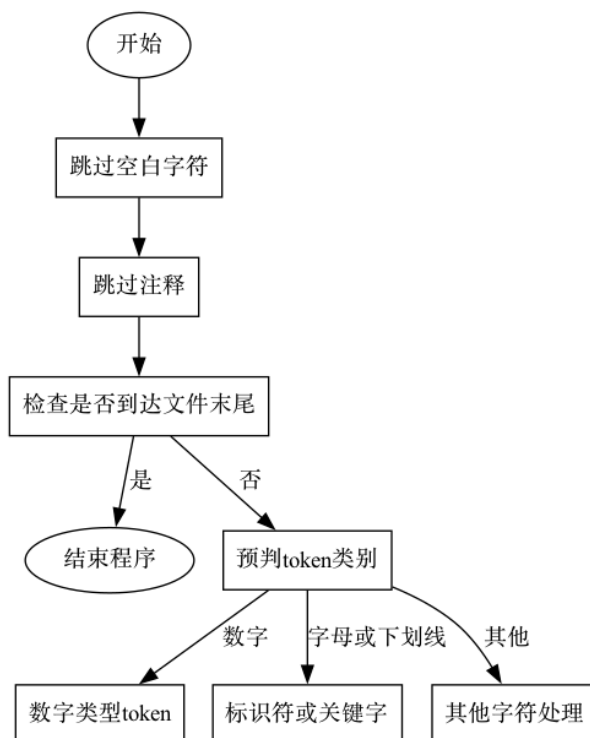 开始
跳过空白字符
跳过注释
检查是否到达文件末尾
是
否
结束程序
预判token类别
数字
字母或下划线
其他
数字类型token
标识符或关键字
其他字符处理